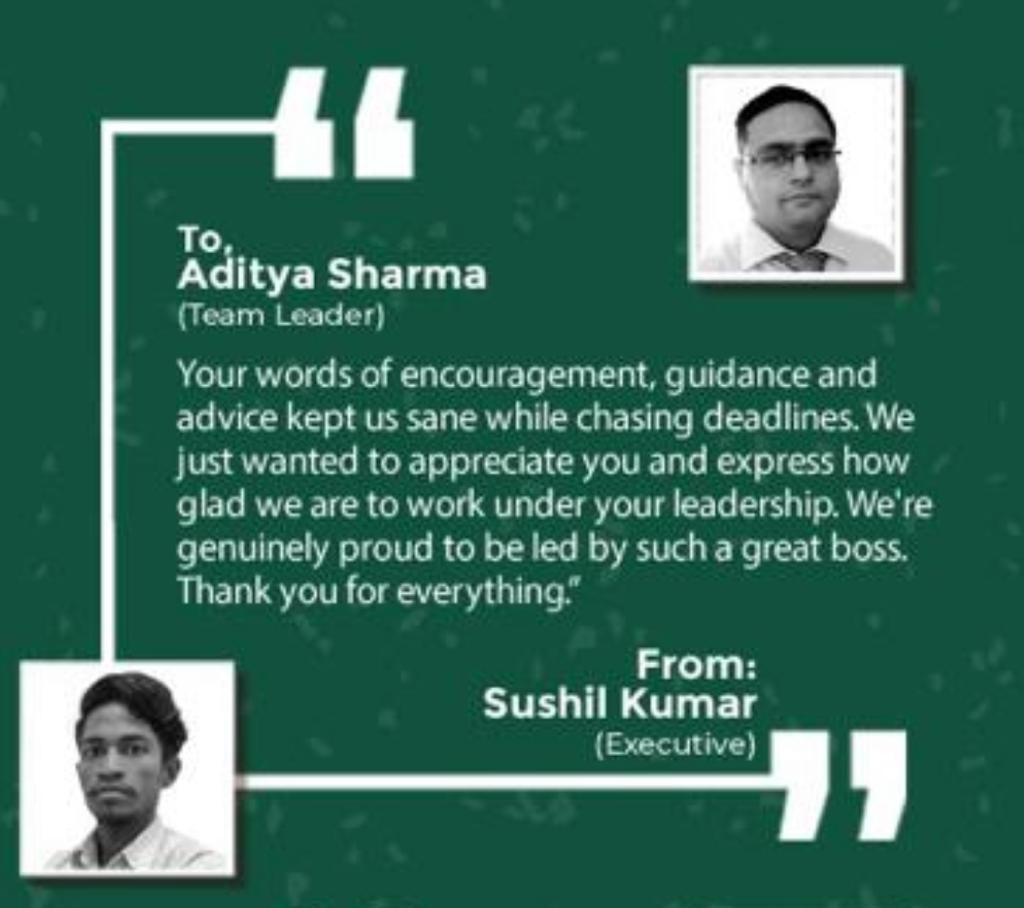 To,
Aditya Sharma
(Team Leader)
Your words of encouragement, guidance and
advice kept us sane while chasing deadlines. We
just wanted to appreciate you and express how
glad we are to work under your leadership. We're
genuinely proud to be led by such a great boss.
Thank you for everything.”
From:
Sushil Kumar
(Executive)